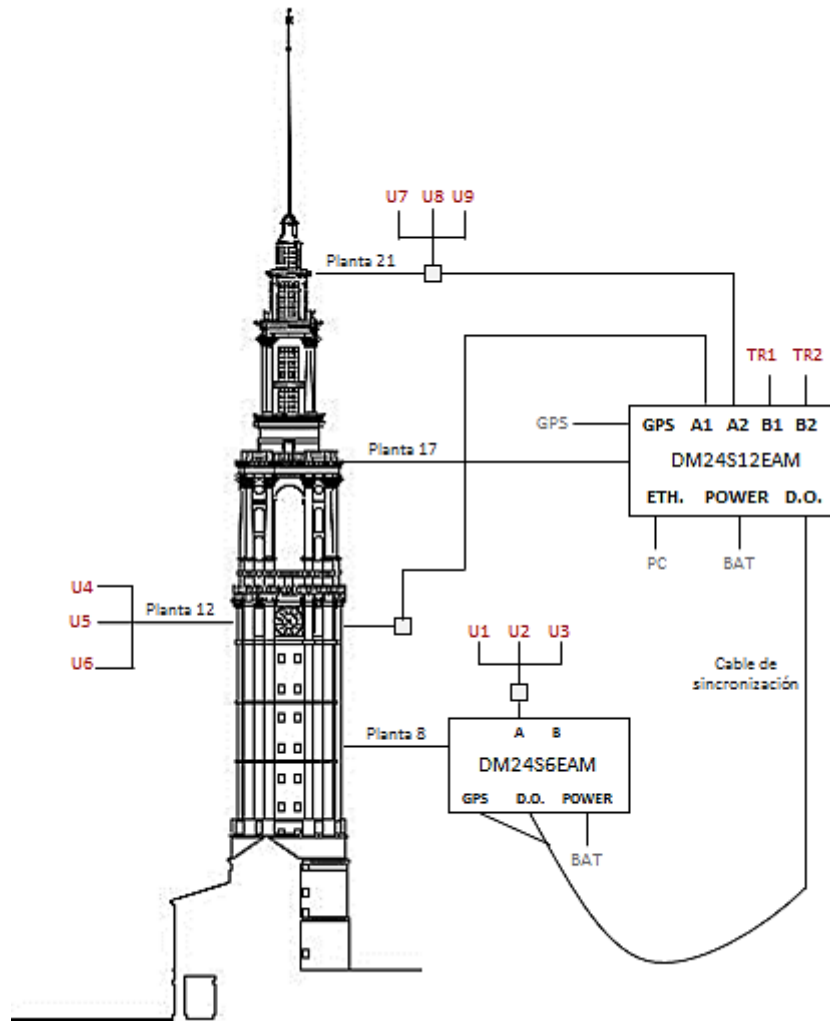 U7 U8 U9
Planta 21
TR1 TR2
GPS
GPS A1 A2 B1 B2
DM24S12EAM
ETH. POWER D.O.
Planta 17
PC BAT
U4
U5
U6
Planta 12
U1 U2 U3
Cable de
sincronización
Planta 8
A B
DM24S6EAM
GPS D.O. POWER
BAT